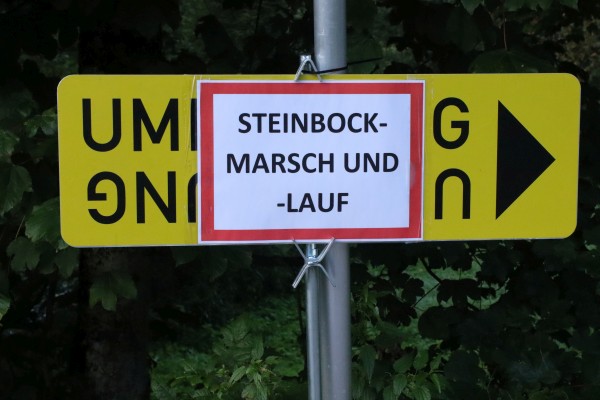 STEINBOCK-
MARSCH UND
-LAUF